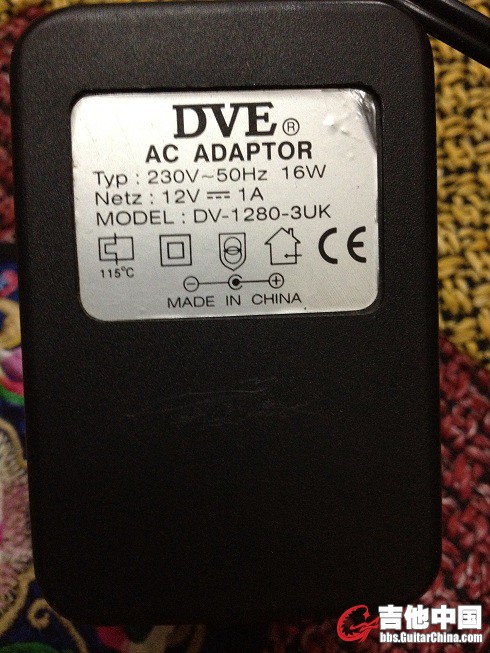 DVE®
AC ADAPTOR
Typ : 230V~50Hz 16W
Netz : 12V⎓1A
MODEL : DV-1280-3UK
115°C
CE
MADE IN CHINA
吉他中国
bbs.GuitarChina.com